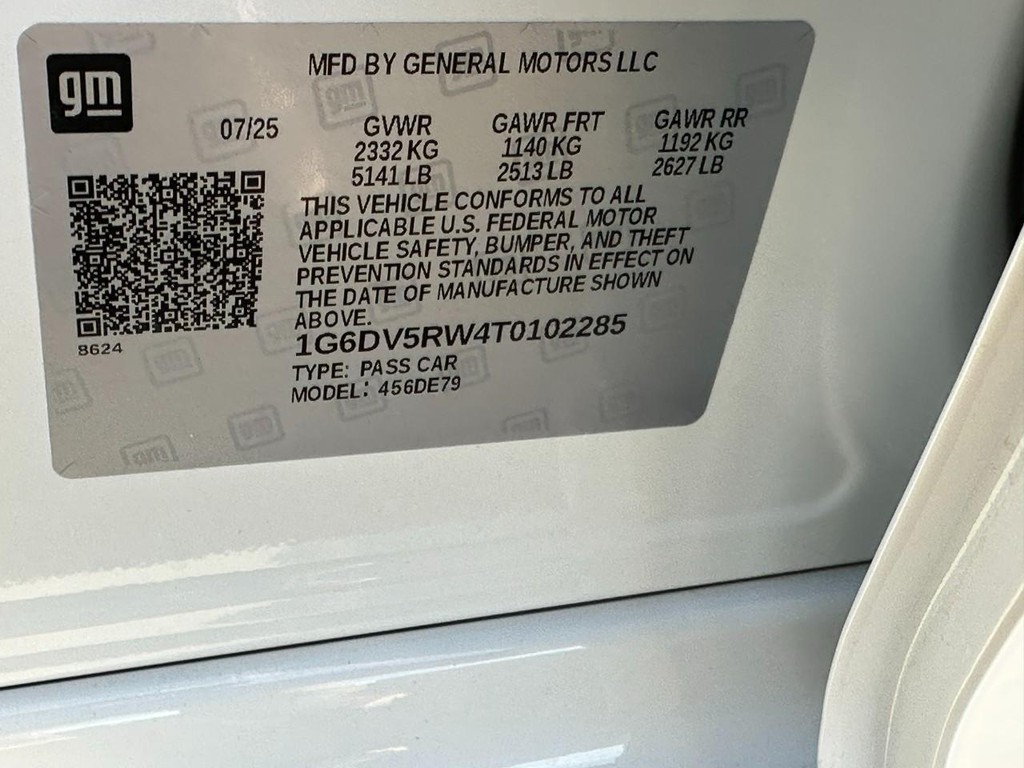 gm
MFD BY GENERAL MOTORS LLC
07/25 GVWR GAWR FRT GAWR RR
2332 KG 1140 KG 1192 KG
5141 LB 2513 LB 2627 LB
THIS VEHICLE CONFORMS TO ALL
APPLICABLE U.S. FEDERAL MOTOR
VEHICLE SAFETY, BUMPER, AND THEFT
PREVENTION STANDARDS IN EFFECT ON
THE DATE OF MANUFACTURE SHOWN
ABOVE.
1G6DV5RW4T0102285
8624
TYPE: PASS CAR
MODEL: 456DE79